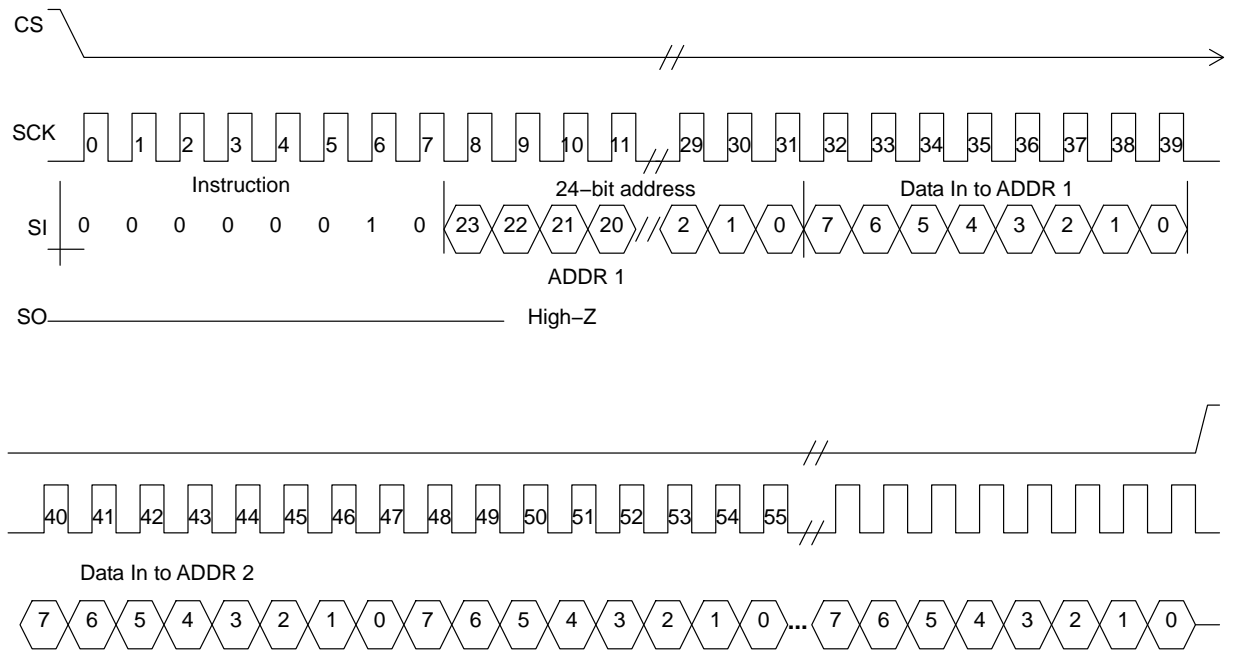 CS
SCK 0 1 2 3 4 5 6 7 8 9 10 11 29 30 31 32 33 34 35 36 37 38 39
Instruction 24−bit address Data In to ADDR 1
SI 0 0 0 0 0 0 1 0 23 22 21 20 2 1 0 7 6 5 4 3 2 1 0
ADDR 1
SO High−Z
40 41 42 43 44 45 46 47 48 49 50 51 52 53 54 55
Data In to ADDR 2
7 6 5 4 3 2 1 0 7 6 5 4 3 2 1 0 ... 7 6 5 4 3 2 1 0